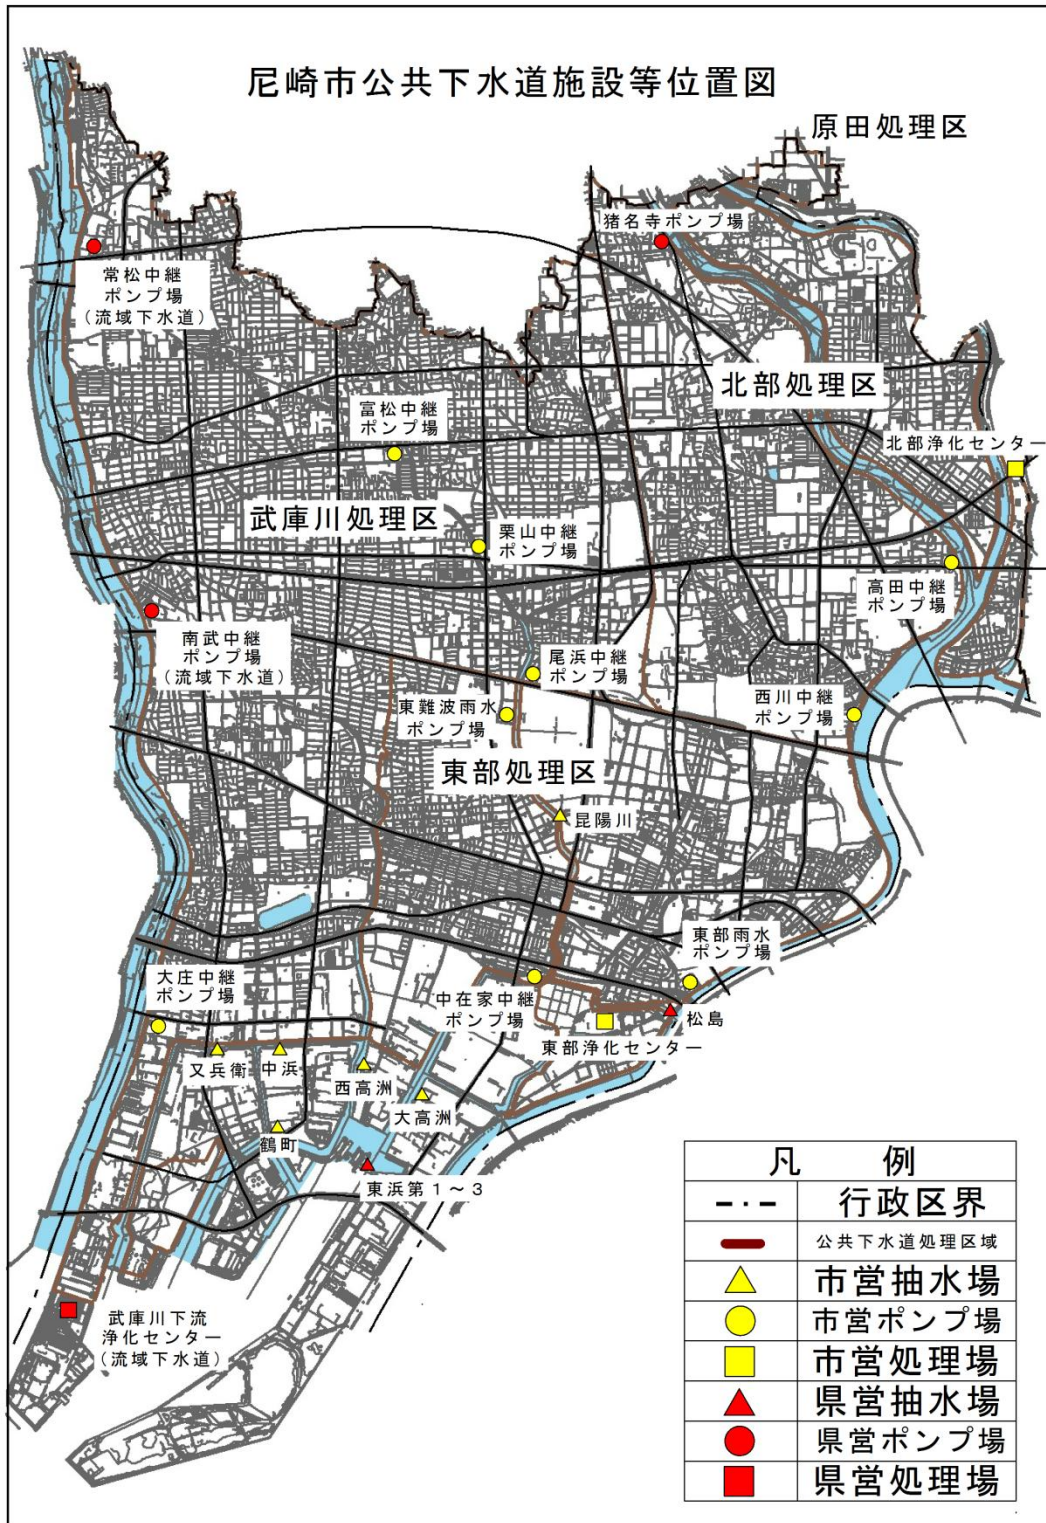 尼崎市公共下水道施設等位置図
原田処理区
猪名寺ポンプ場
常松中継
ポンプ場
（流域下水道）
北部処理区
富松中継
ポンプ場
北部浄化センター
武庫川処理区
栗山中継
ポンプ場
高田中継
ポンプ場
南武中継
ポンプ場
（流域下水道）
尾浜中継
ポンプ場
東難波雨水
ポンプ場
西川中継
ポンプ場
東部処理区
昆陽川
東部雨水
ポンプ場
大庄中継
ポンプ場
中在家中継
ポンプ場
松島
東部浄化センター
又兵衛
中浜
西高洲
大高洲
鶴町
東浜第１～３
武庫川下流
浄化センター
（流域下水道）
凡 例
行政区界
公共下水道処理区域
市営抽水場
市営ポンプ場
市営処理場
県営抽水場
県営ポンプ場
県営処理場